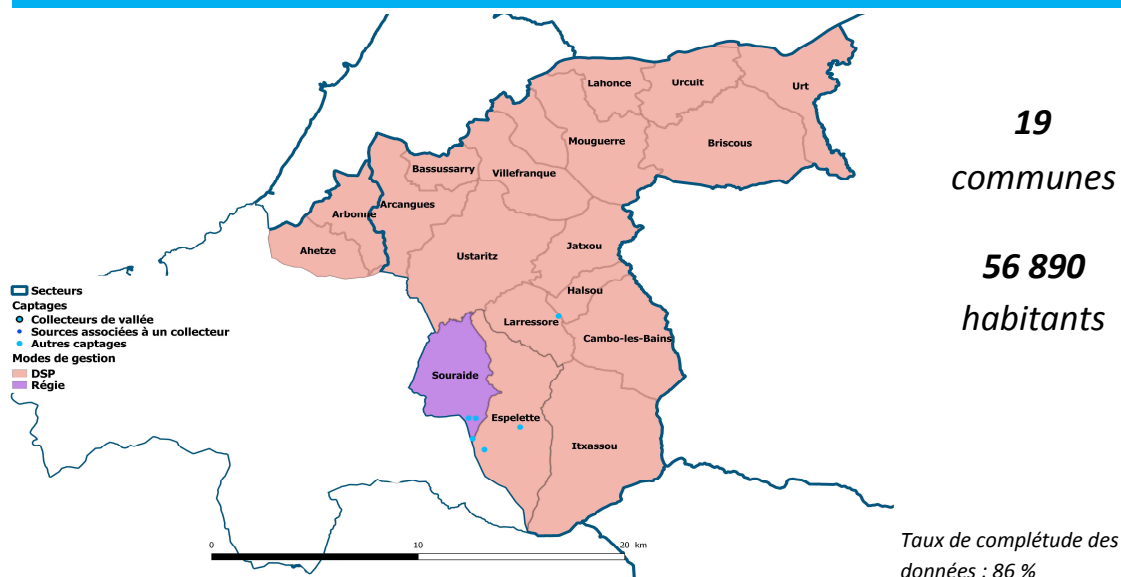 Lahonce
Urcuit
Urt
Mouguerre
Briscous
Bassussarry
Villefranque
Arbonne
Arcangues
Ahetze
Ustaritz
Jatxou
Halsou
Larressore
Cambo-les-Bains
Souraide
Espelette
Itxassou
19
communes
56 890
habitants
Secteurs
Captages
Collecteurs de vallée
Sources associées à un collecteur
Autres captages
Modes de gestion
DSP
Régie
0 10 20 km
Taux de complétude des
données : 86 %